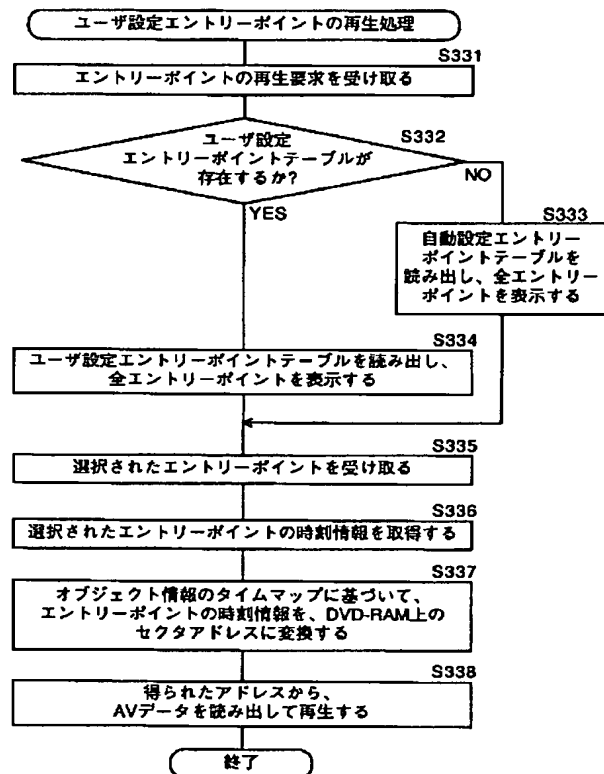 ユーザ設定エントリーポイントの再生処理
S331
エントリーポイントの再生要求を受け取る
S332
ユーザ設定
エントリーポイントテーブルが
存在するか?
NO
YES
S333
自動設定エントリー
ポイントテーブルを
読み出し、全エントリー
ポイントを表示する
S334
ユーザ設定エントリーポイントテーブルを読み出し、
全エントリーポイントを表示する
S335
選択されたエントリーポイントを受け取る
S336
選択されたエントリーポイントの時刻情報を取得する
S337
オブジェクト情報のタイムマップに基づいて、
エントリーポイントの時刻情報を、DVD-RAM上の
セクタアドレスに変換する
S338
得られたアドレスから、
AVデータを読み出して再生する
終了